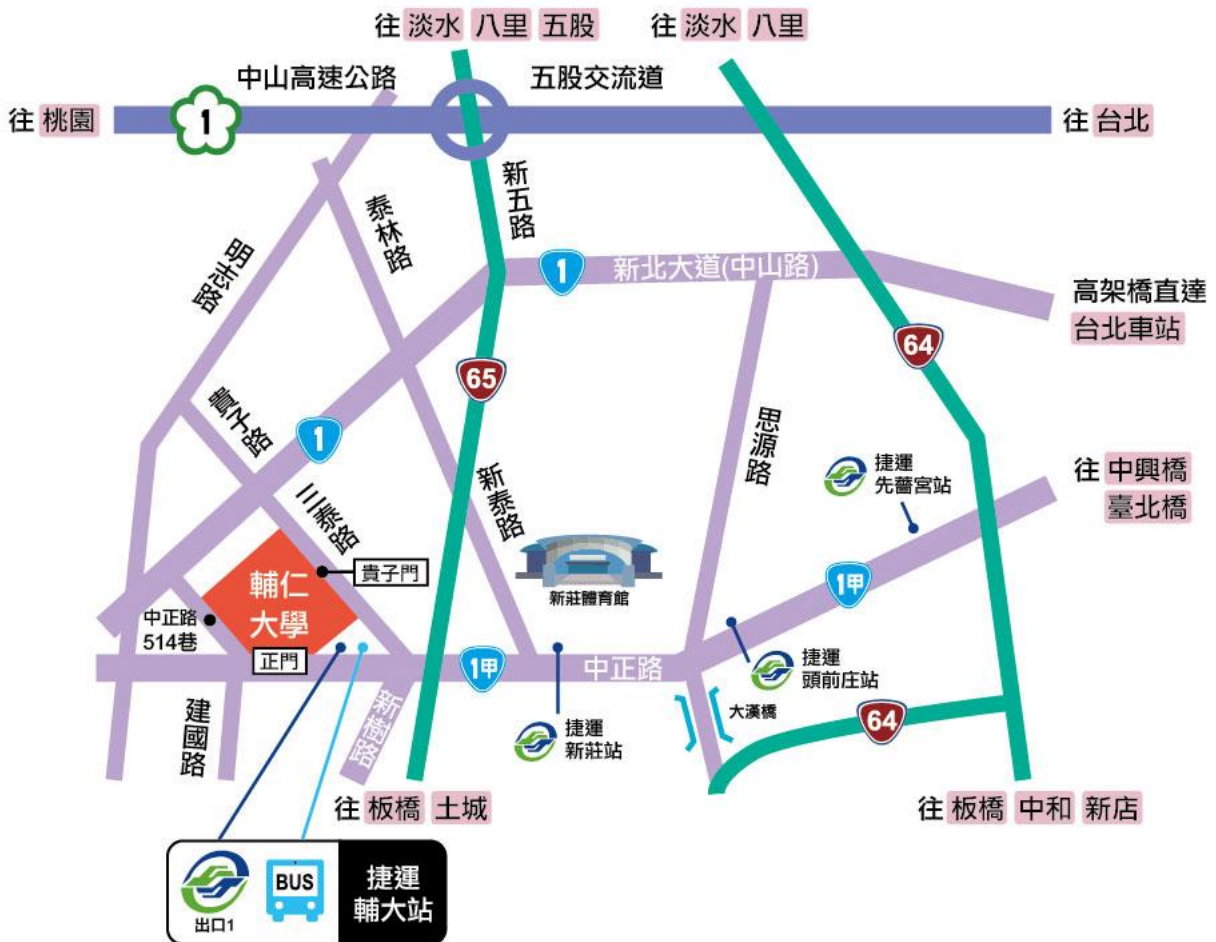 往 淡水 八里 五股
往 淡水 八里
中山高速公路
五股交流道
往 桃園
1
往 台北
新五路
泰林路
明志路
1
新北大道(中山路)
高架橋直達
台北車站
64
65
貴子路
1
思源路
捷運
先嗇宮站
往 中興橋
臺北橋
新泰路
三泰路
新莊體育館
貴子門
輔仁
大學
中正路
514巷
正門
1甲
1甲
中正路
捷運
頭前庄站
大漢橋
64
建國路
新樹路
捷運
新莊站
往 板橋 土城
往 板橋 中和 新店
BUS
出口1
捷運
輔大站